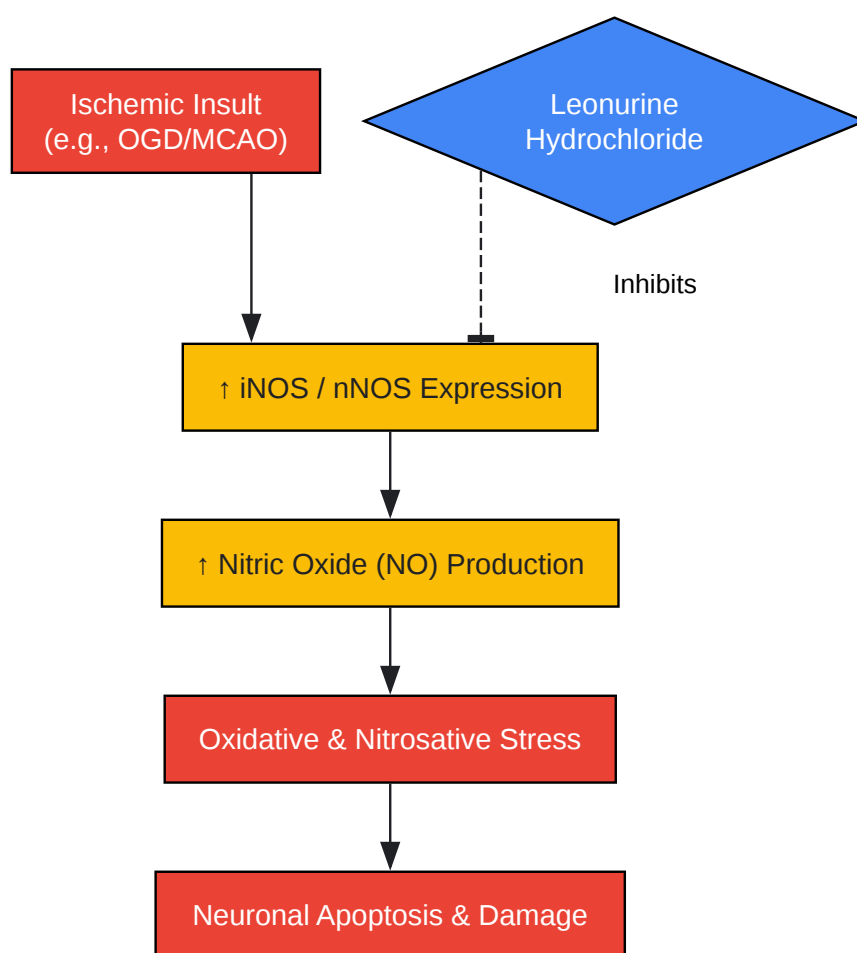 Ischemic Insult
(e.g., OGD/MCAO)
Leonurine
Hydrochloride
Inhibits
↑ iNOS / nNOS Expression
↑ Nitric Oxide (NO) Production
Oxidative & Nitrosative Stress
Neuronal Apoptosis & Damage